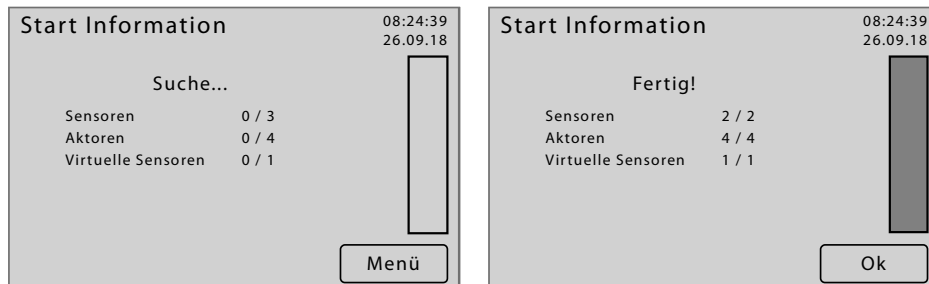 Start Information
08:24:39
26.09.18
Suche...
Sensoren 0 / 3
Aktoren 0 / 4
Virtuelle Sensoren 0 / 1
Menü
Start Information
08:24:39
26.09.18
Fertig!
Sensoren 2 / 2
Aktoren 4 / 4
Virtuelle Sensoren 1 / 1
Ok